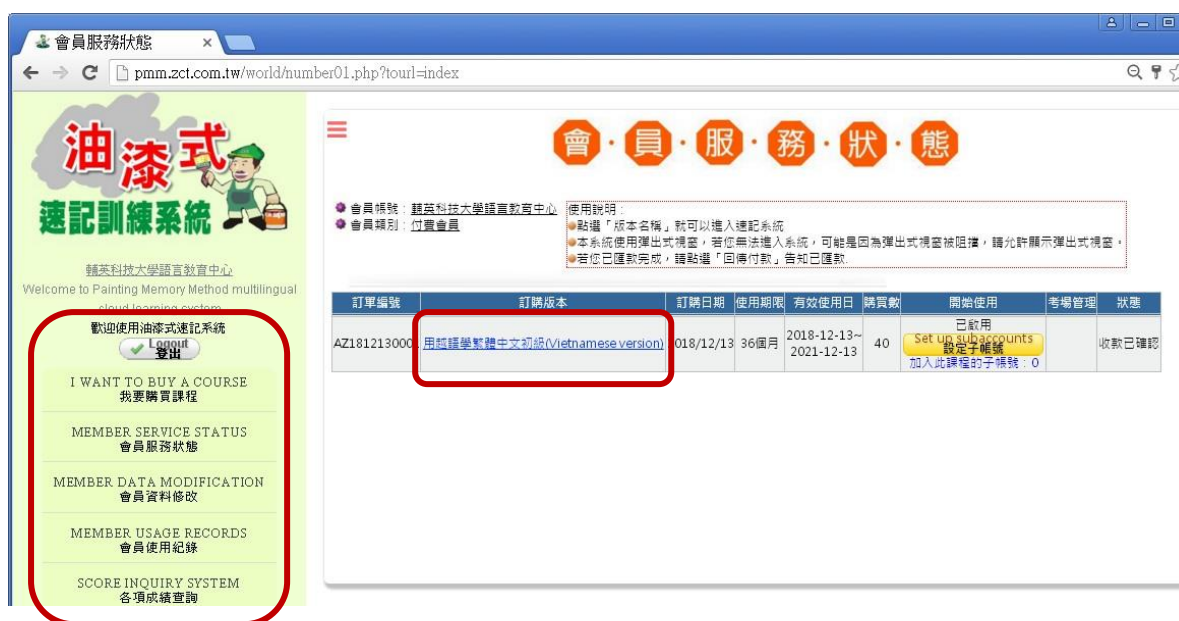 會員服務狀態
pmm.zct.com.tw/world/number01.php?tourl=index
油漆式
速記訓練系統
輔英科技大學語言教育中心
Welcome to Painting Memory Method multilingual
cloud learning system
歡迎使用油漆式速記系統
Logout
登出
I WANT TO BUY A COURSE
我要購買課程
MEMBER SERVICE STATUS
會員服務狀態
MEMBER DATA MODIFICATION
會員資料修改
MEMBER USAGE RECORDS
會員使用紀錄
SCORE INQUIRY SYSTEM
各項成績查詢
會·員·服·務·狀·態
會員帳號：輔英科技大學語言教育中心
會員類別：付費會員
使用說明：
點選「版本名稱」就可以進入速記系統
本系統使用彈出式視窗，若您無法進入系統，可能是因為彈出式視窗被阻擋，請允許顯示彈出式視窗。
若您已匯款完成，請點選「回傳付款」告知已匯款.
訂單編號 訂購版本 訂購日期 使用期限 有效使用日 購買數 開始使用 考場管理 狀態
AZ18121300 用越語學繁體中文初級(Vietnamese version) 018/12/13 36個月 2018-12-13~ 2021-12-13 40 已啟用 收款已確認
Set up subaccounts
設定子帳號
加入此課程的子帳號：0